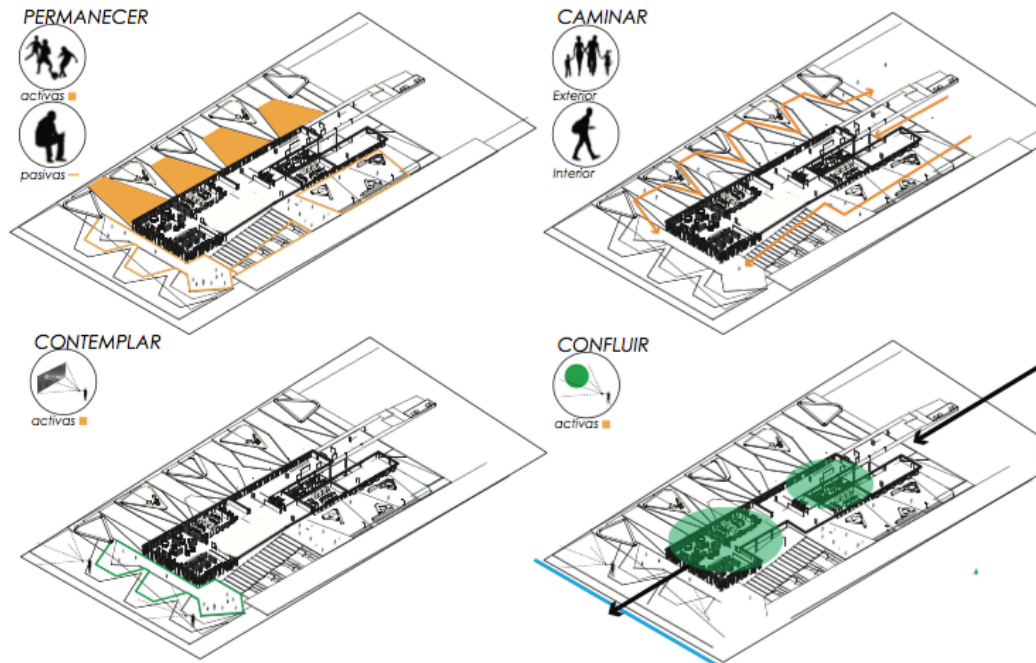 PERMANECER
activas
pasivas
CAMINAR
Exterior
Interior
CONTEMPLAR
activas
CONFLUIR
activas